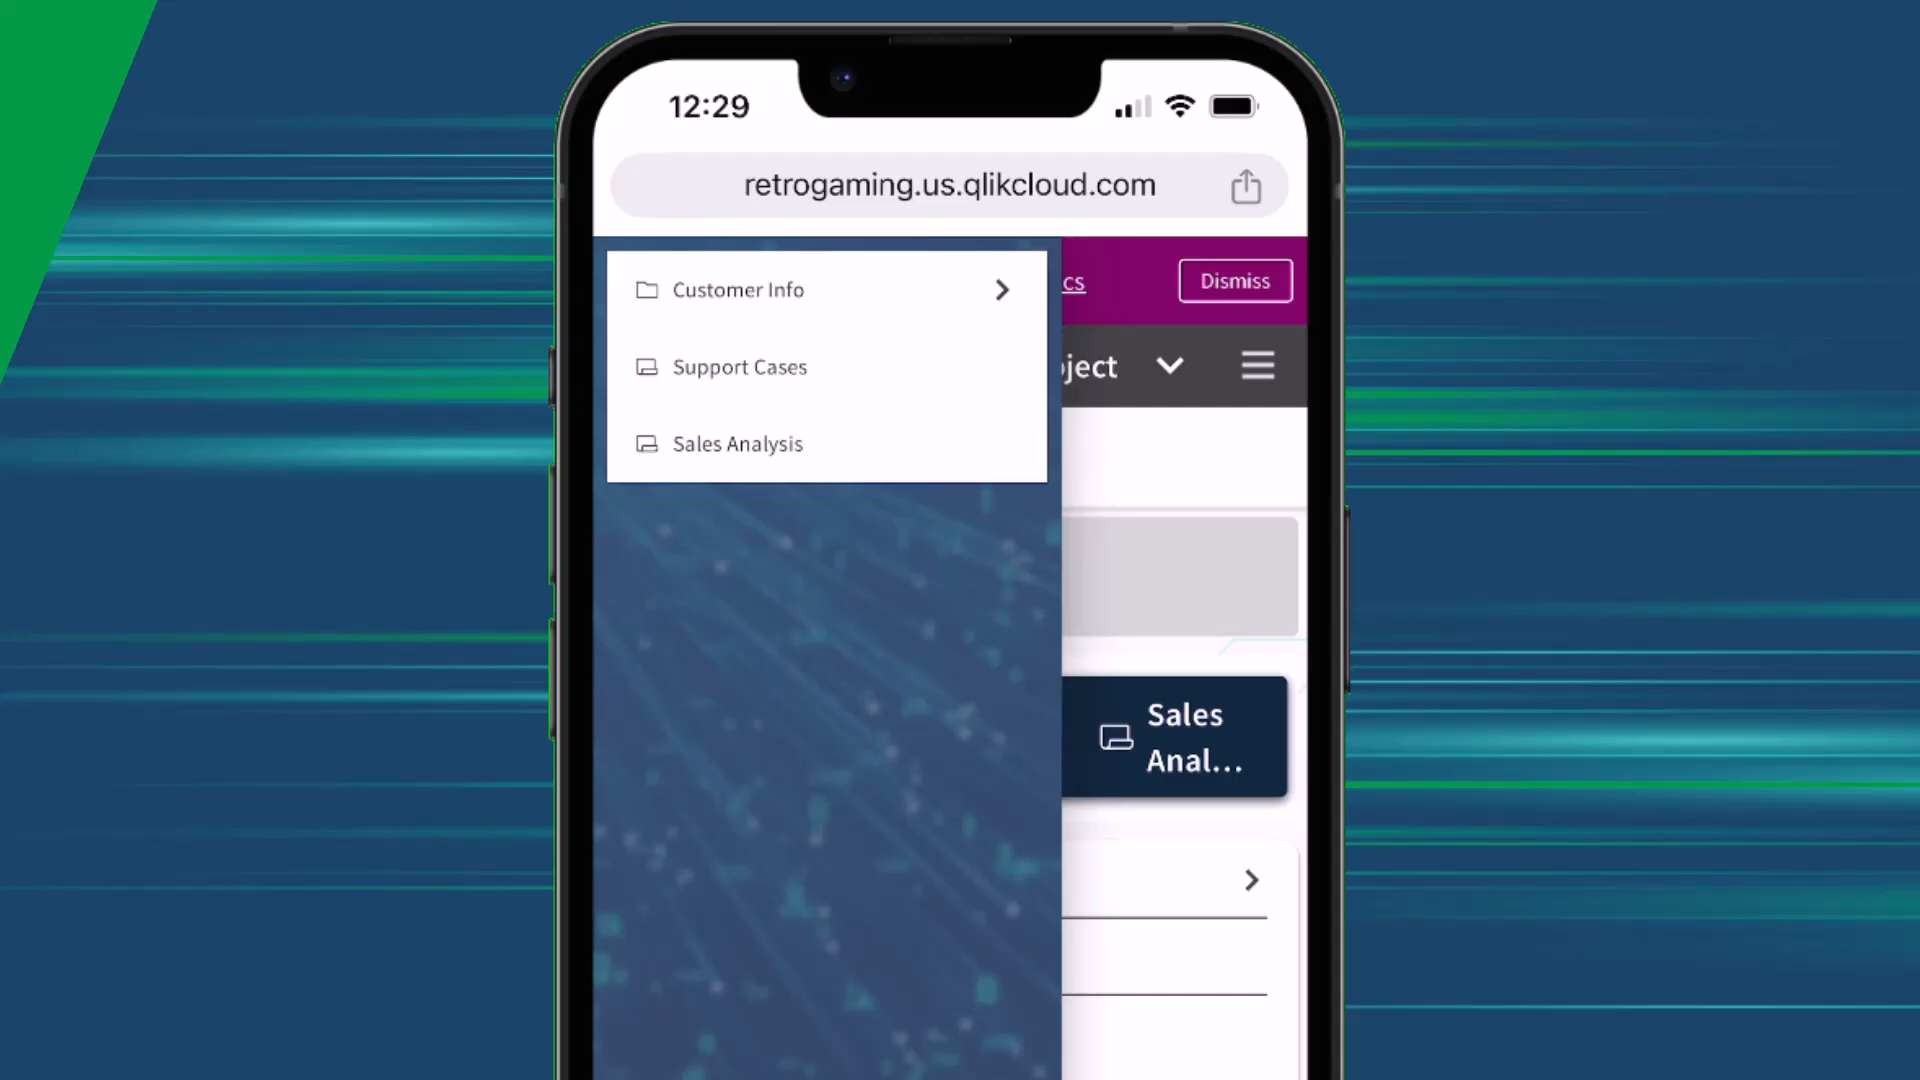 12:29
retrogaming.us.qlikcloud.com
Customer Info
Support Cases
Sales Analysis
cs
Dismiss
ject
Sales
Anal...